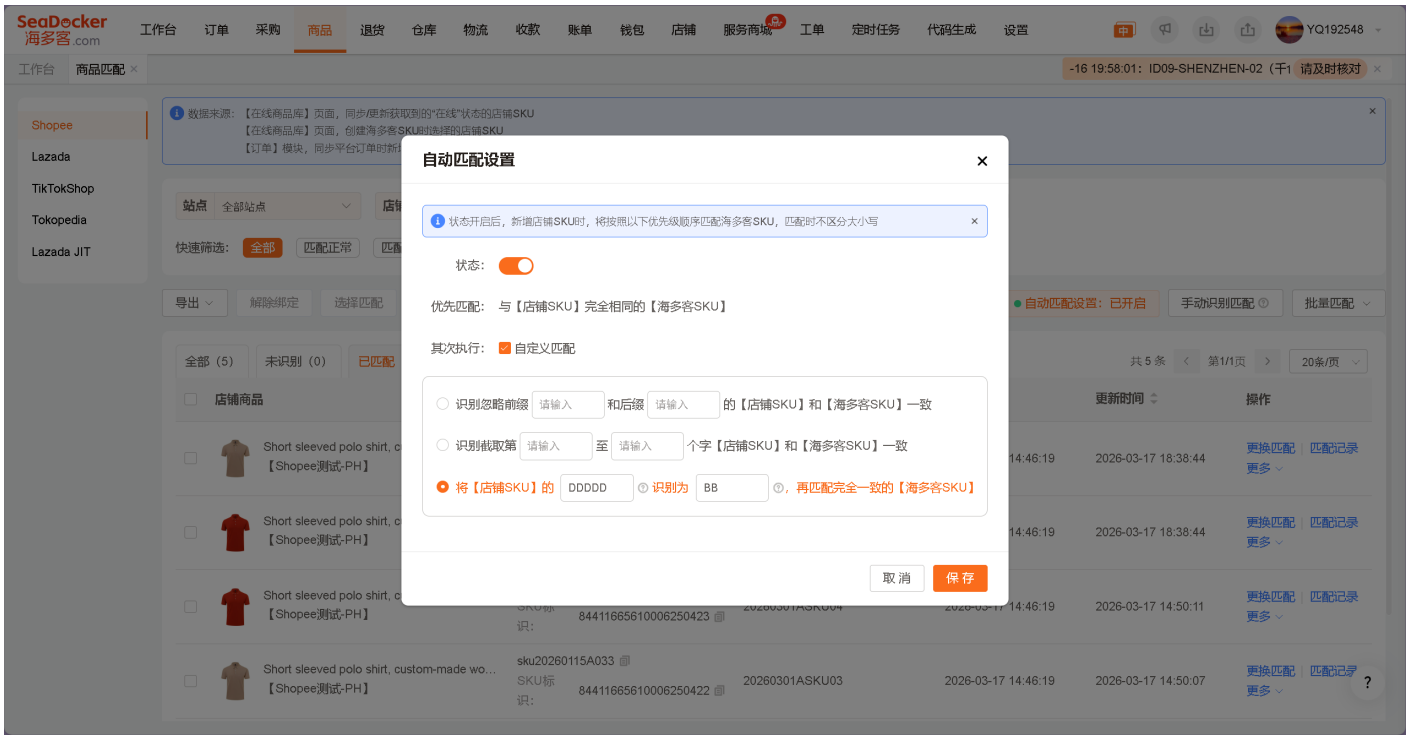 SeaDocker
海多客.com
工作台 订单 采购 商品 退货 仓库 物流 收款 账单 钱包 店铺 服务商城 工单 定时任务 代码生成 设置 中 YQ192548
工作台 商品匹配 × -16 19:58:01：ID09-SHENZHEN-02（千1 请及时核对 ×
Shopee
Lazada
TikTokShop
Tokopedia
Lazada JIT
数据来源：【在线商品库】页面，同步/更新获取到的"在线"状态的店铺SKU ×
【在线商品库】页面，创建海多客SKU时选择的店铺SKU
【订单】模块，同步平台订单时新
站点 全部站点 店
快速筛选： 全部 匹配正常 匹配
导出 解除绑定 选择匹配 自动匹配设置：已开启 手动识别匹配 批量匹配
全部（5） 未识别（0） 已匹配 共 5 条 第1/1页 20条/页
店铺商品 更新时间 操作
自动匹配设置 ×
状态开启后，新增店铺SKU时，将按照以下优先级顺序匹配海多客SKU，匹配时不区分大小写 ×
状态：
优先匹配： 与【店铺SKU】完全相同的【海多客SKU】
其次执行： 自定义匹配
识别忽略前缀 请输入 和后缀 请输入 的【店铺SKU】和【海多客SKU】一致
识别截取第 请输入 至 请输入 个字【店铺SKU】和【海多客SKU】一致
将【店铺SKU】的 DDDDD ? 识别为 BB ?，再匹配完全一致的【海多客SKU】
取 消 保 存
Short sleeved polo shirt, c
【Shopee测试-PH】
14:46:19 2026-03-17 18:38:44 更换匹配 匹配记录
更多
Short sleeved polo shirt, c
【Shopee测试-PH】
14:46:19 2026-03-17 18:38:44 更换匹配 匹配记录
更多
Short sleeved polo shirt, c
【Shopee测试-PH】
SKU标识： 84411665610006250423 20260301ASKU04 2026-03-17 14:46:19 2026-03-17 14:50:11 更换匹配 匹配记录
更多
Short sleeved polo shirt, custom-made wo...
【Shopee测试-PH】
sku20260115A033
SKU标识： 84411665610006250422 20260301ASKU03 2026-03-17 14:46:19 2026-03-17 14:50:07 更换匹配 匹配记录
更多
?